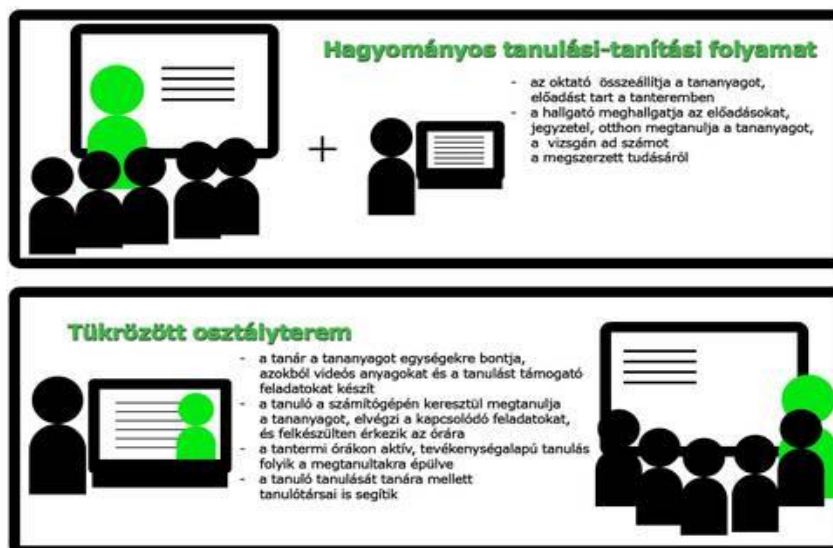 Hagyományos tanulási-tanítási folyamat
- az oktató összeállítja a tananyagot,
előadást tart a tanteremben
- a hallgató meghallgatja az előadásokat,
jegyzetel, otthon megtanulja a tananyagot,
a vizsgán ad számot
a megszerzett tudásáról
+
Tükrözött osztályterem
- a tanár a tananyagot egységekre bontja,
azokból videós anyagokat és a tanulást támogató
feladatokat készít
- a tanuló a számítógépén keresztül megtanulja
a tananyagot, elvégzi a kapcsolódó feladatokat,
és felkészülten érkezik az órára
- a tantermi órákon aktív, tevékenységalapú tanulás
folyik a megtanultakra épülve
- a tanuló tanulását tanára mellett
tanulótársai is segítik